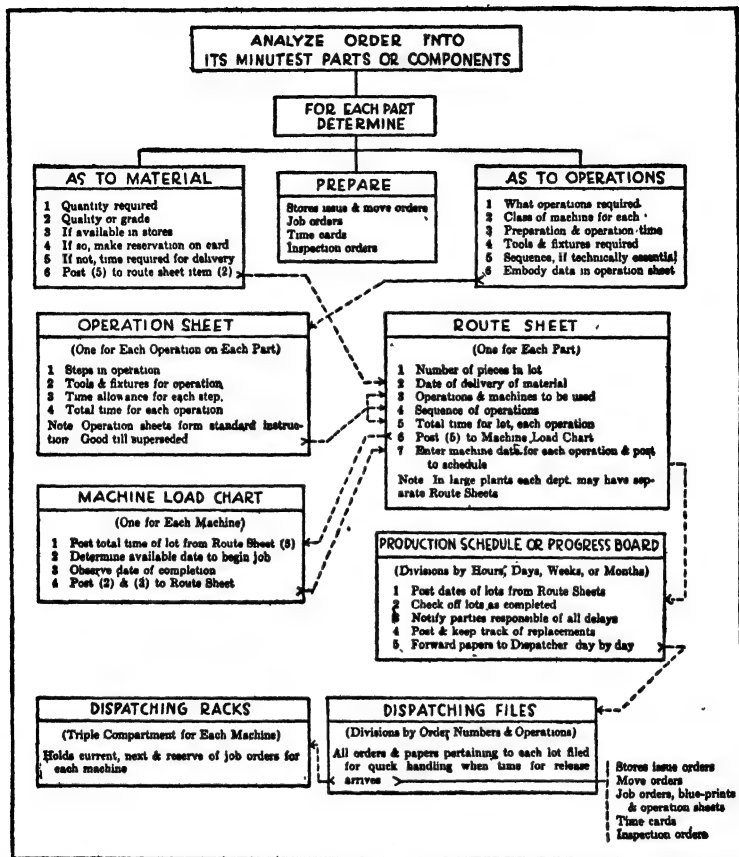 ANALYZE ORDER INTO
ITS MINUTEST PARTS OR COMPONENTS
FOR EACH PART
DETERMINE
AS TO MATERIAL
1 Quantity required
2 Quality or grade
3 If available in stores
4 If so, make reservation on card
5 If not, time required for delivery
6 Post (5) to route sheet item (2)
PREPARE
Stores issue & move orders
Job orders
Time cards
Inspection orders
AS TO OPERATIONS
1 What operations required
2 Class of machine for each
3 Preparation & operation time
4 Tools & fixtures required
5 Sequence, if technically essential
6 Embody data in operation sheet
OPERATION SHEET
(One for Each Operation on Each Part)
1 Steps in operation
2 Tools & fixtures for operation
3 Time allowance for each step.
4 Total time for each operation
Note Operation sheets form standard instruc-
tion Good till superseded
ROUTE SHEET
(One for Each Part)
1 Number of pieces in lot
2 Date of delivery of material
3 Operations & machines to be used
4 Sequence of operations
5 Total time for lot, each operation
6 Post (5) to Machine Load Chart
7 Enter machine data for each operation & post
to schedule
Note In large plants each dept. may have sep-
arate Route Sheets
MACHINE LOAD CHART
(One for Each Machine)
1 Post total time of lot from Route Sheet (5)
2 Determine available date to begin job
3 Observe date of completion
4 Post (2) & (3) to Route Sheet
PRODUCTION SCHEDULE OR PROGRESS BOARD
(Divisions by Hours, Days, Weeks, or Months)
1 Post dates of lots from Route Sheets
2 Check off lots as completed
3 Notify parties responsible of all delays
4 Post & keep track of replacements
5 Forward papers to Dispatcher day by day
DISPATCHING RACKS
(Triple Compartment for Each Machine)
Holds current, next & reserve of job orders for
each machine
DISPATCHING FILES
(Divisions by Order Numbers & Operations)
All orders & papers pertaining to each lot filed
for quick handling when time for release
arrives
Stores issue orders
Move orders
Job orders, blue-prints
& operation sheets
Time cards
Inspection orders